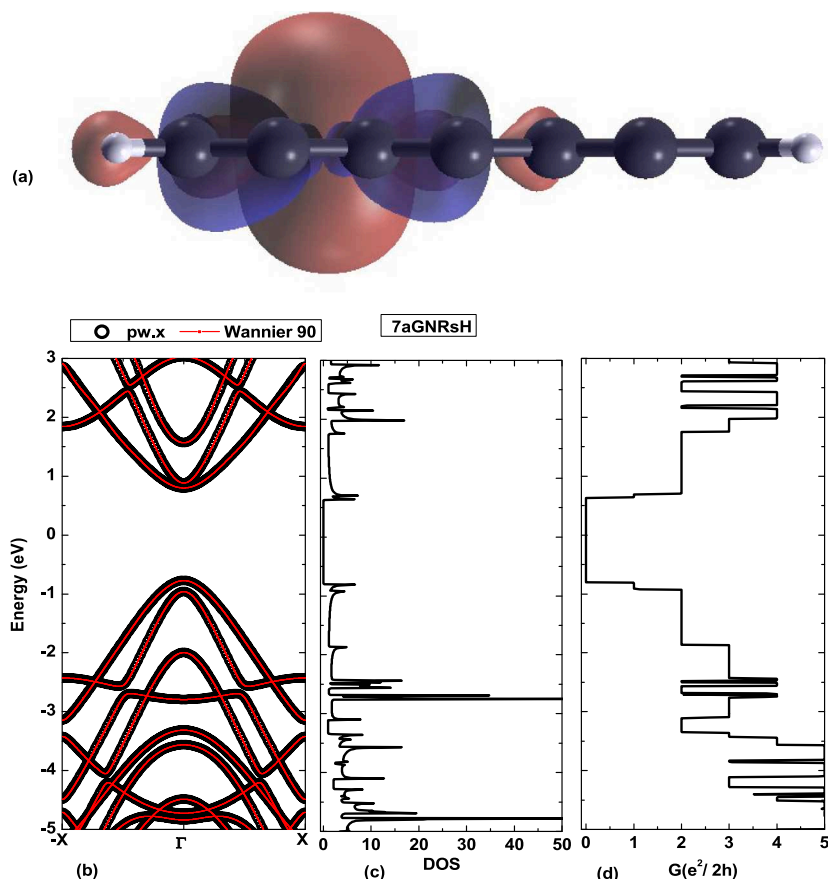 (a)
pw.x Wannier 90
7aGNRsH
3
2
1
0
-1
-2
-3
-4
-5
Energy (eV)
-X Γ X
0 10 20 30 40 50
0 1 2 3 4 5
(b)
(c) DOS
(d) G(e²/ 2h)